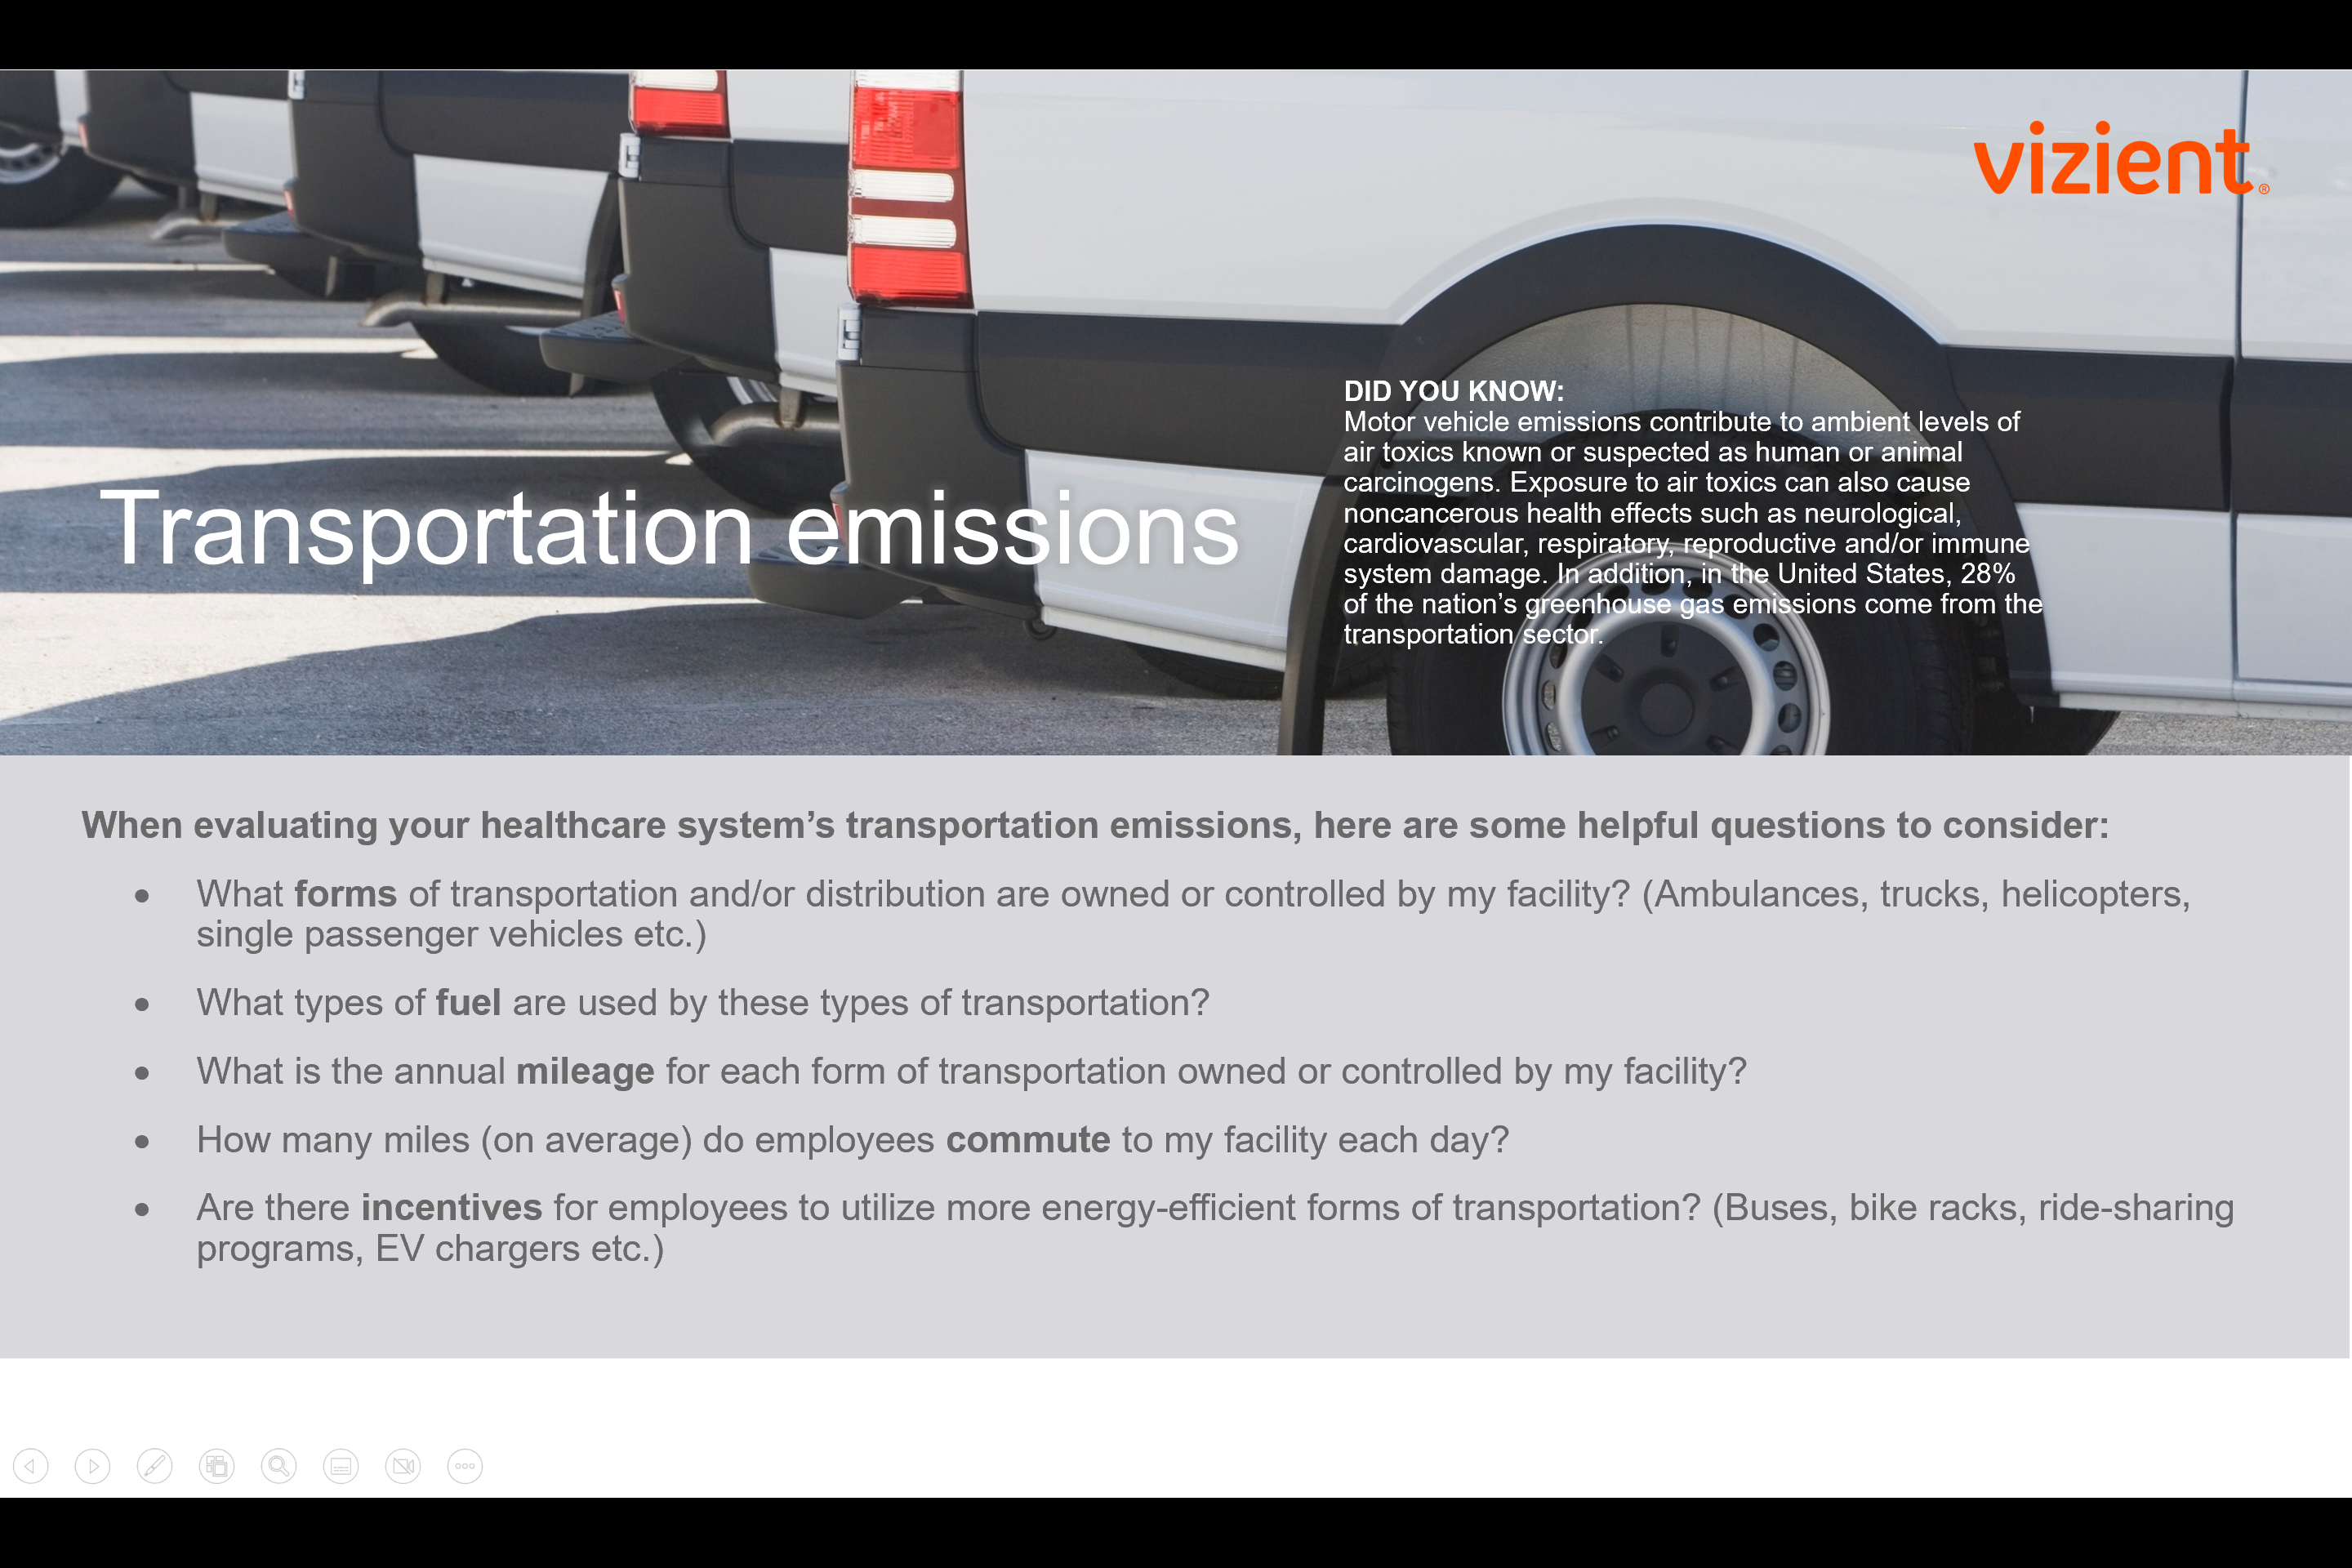 vizient®
Transportation emissions
DID YOU KNOW:
Motor vehicle emissions contribute to ambient levels of
air toxics known or suspected as human or animal
carcinogens. Exposure to air toxics can also cause
noncancerous health effects such as neurological,
cardiovascular, respiratory, reproductive and/or immune
system damage. In addition, in the United States, 28%
of the nation’s greenhouse gas emissions come from the
transportation sector.
When evaluating your healthcare system’s transportation emissions, here are some helpful questions to consider:
• What forms of transportation and/or distribution are owned or controlled by my facility? (Ambulances, trucks, helicopters,
single passenger vehicles etc.)
• What types of fuel are used by these types of transportation?
• What is the annual mileage for each form of transportation owned or controlled by my facility?
• How many miles (on average) do employees commute to my facility each day?
• Are there incentives for employees to utilize more energy-efficient forms of transportation? (Buses, bike racks, ride-sharing
programs, EV chargers etc.)